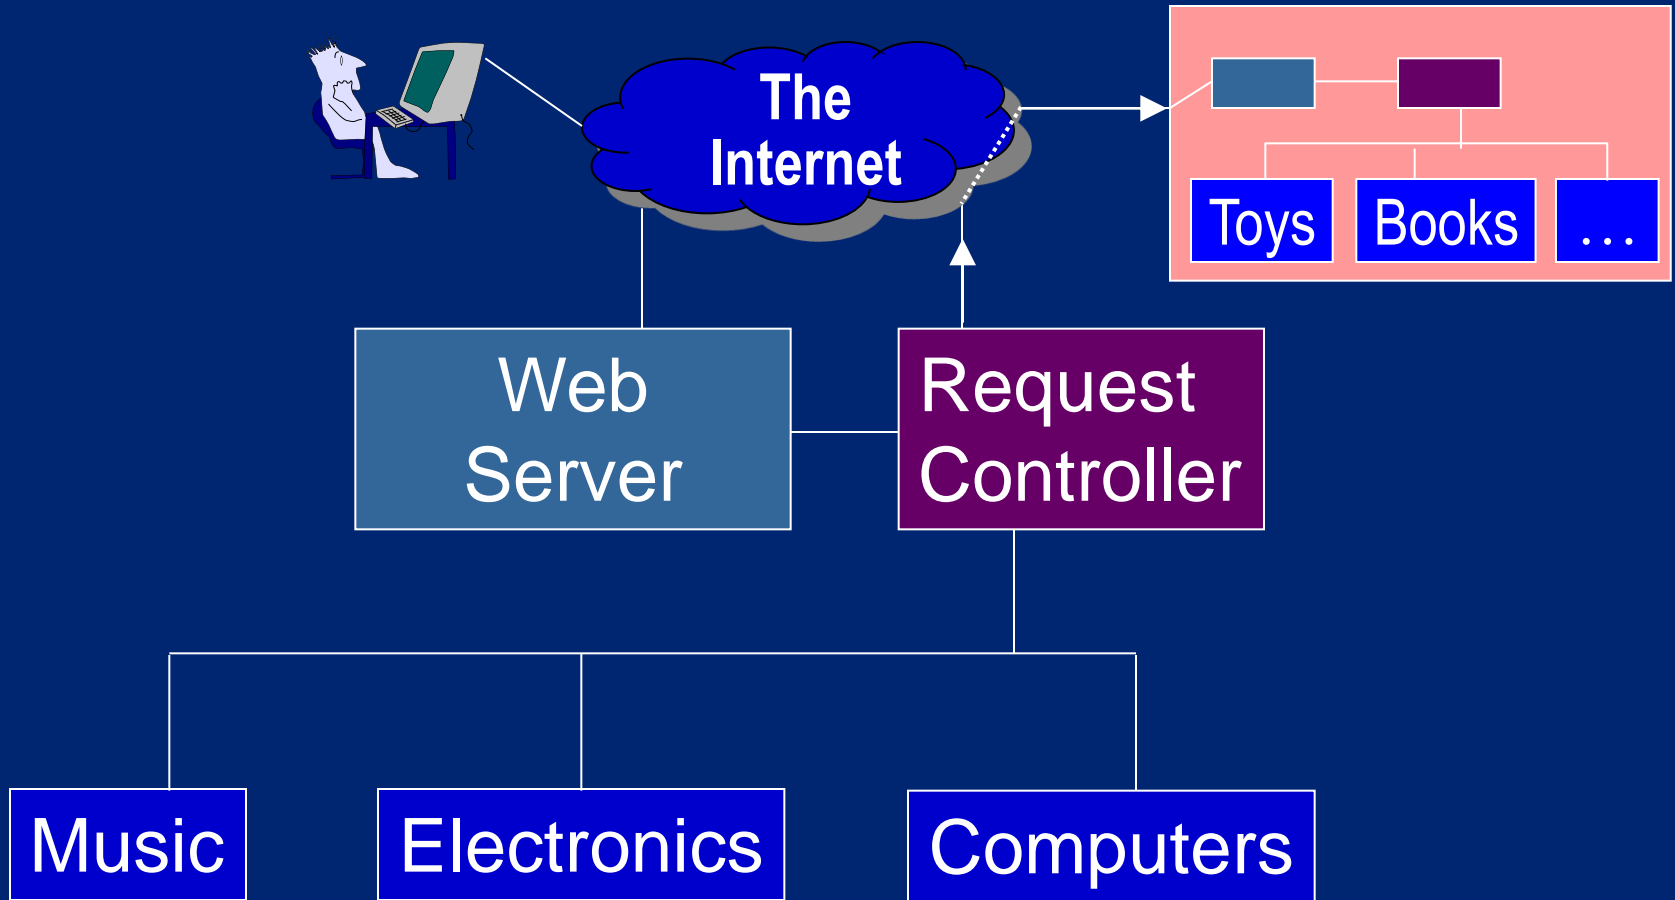 The
Internet
Toys
Books
...
Web
Server
Request
Controller
Music
Electronics
Computers